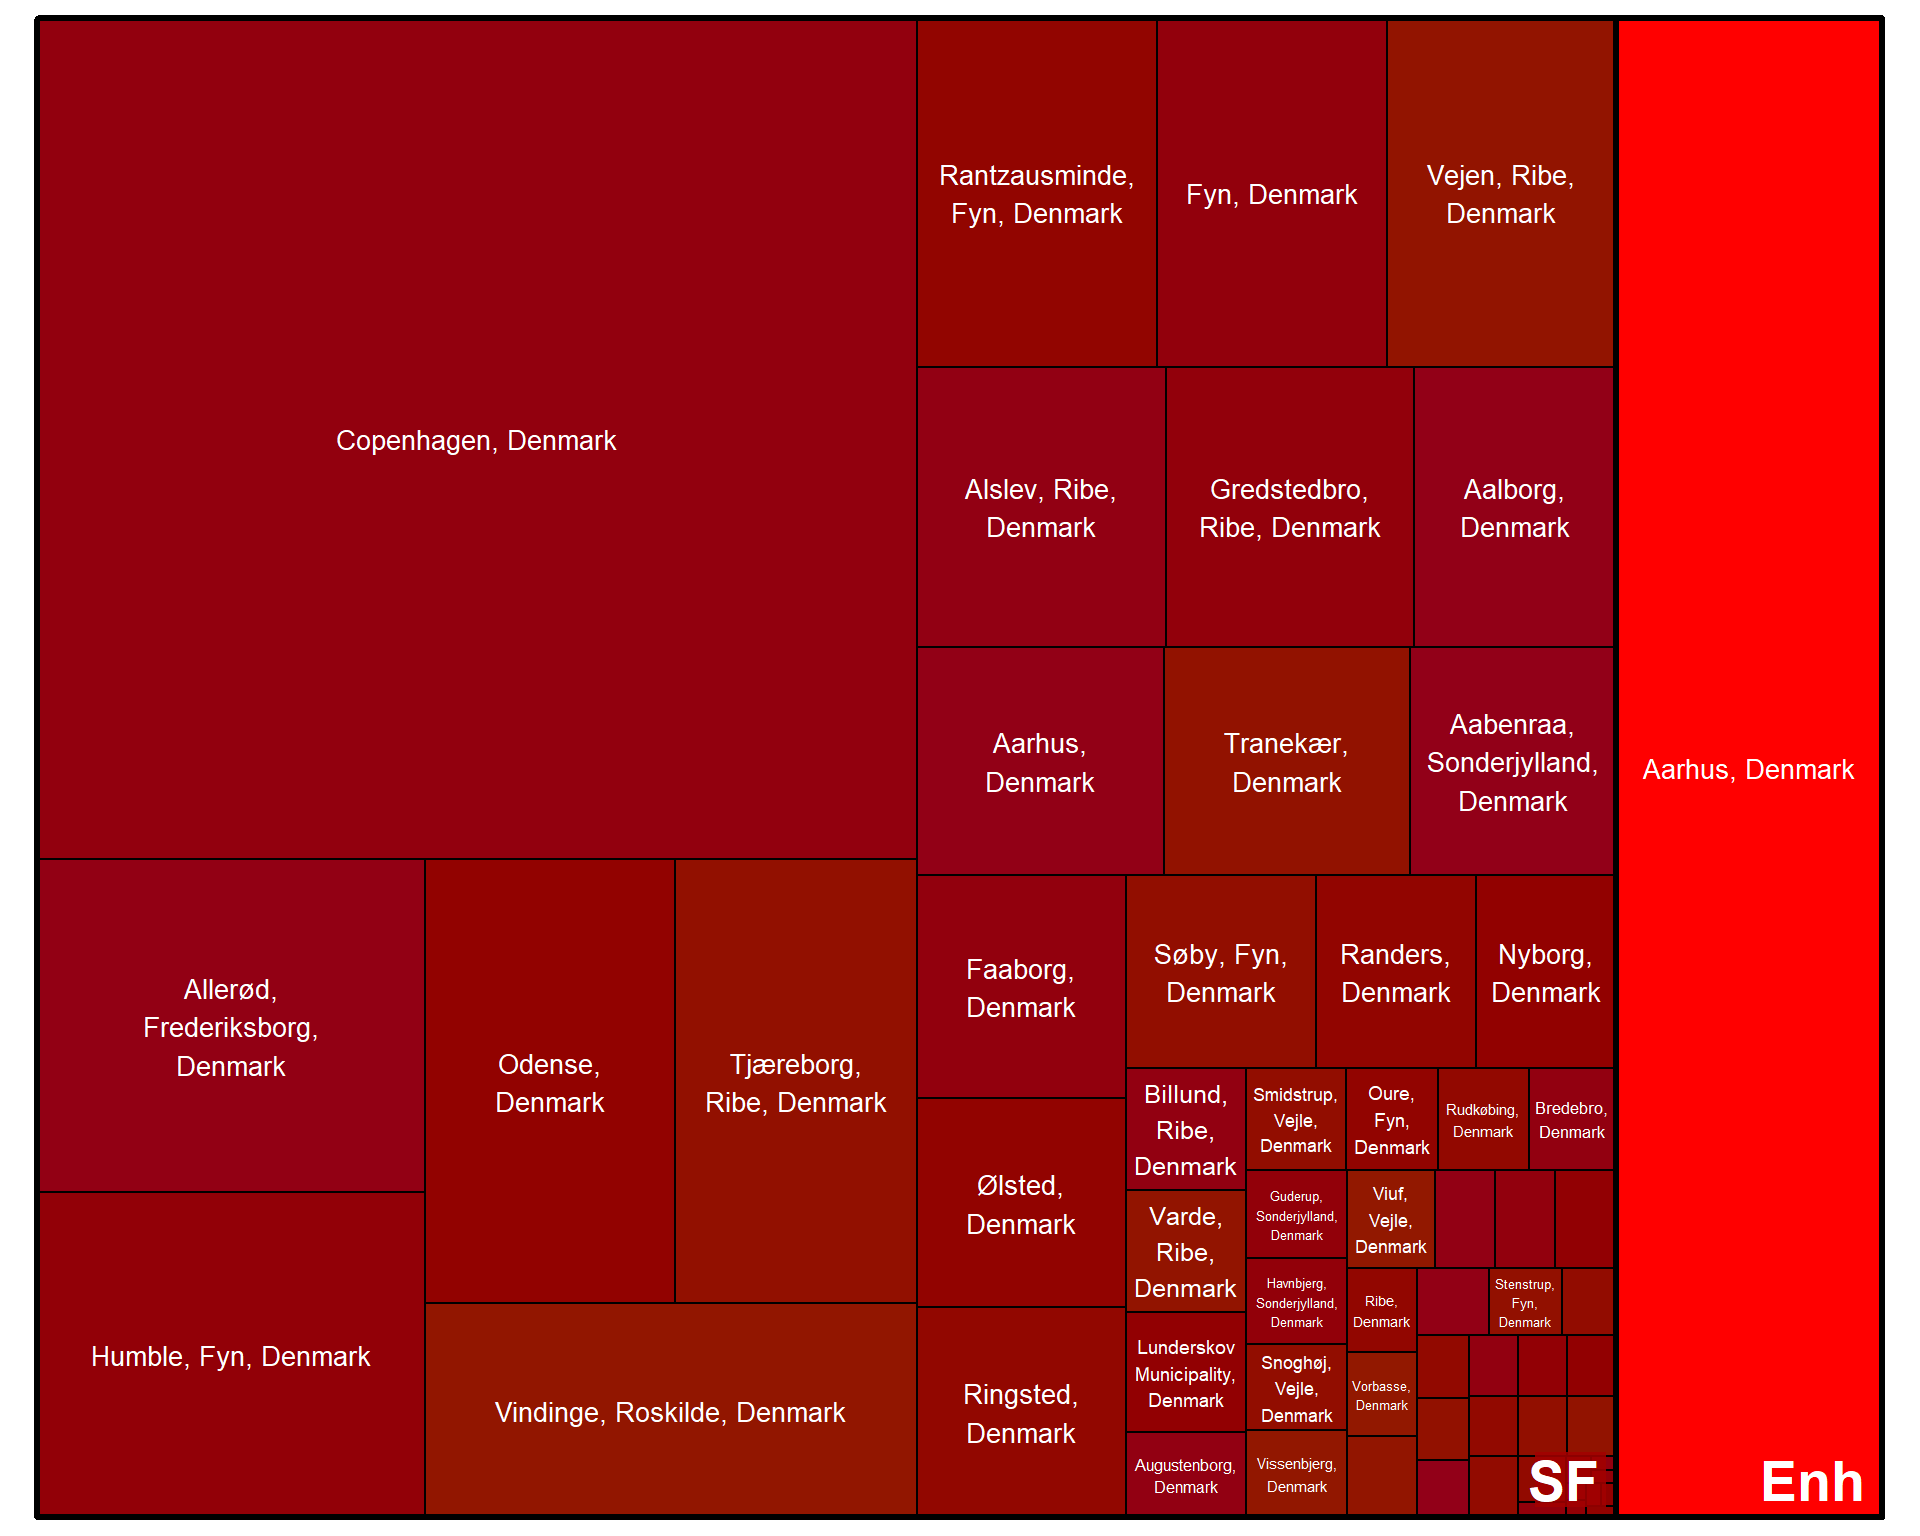 Copenhagen, Denmark
Rantzausminde,
Fyn, Denmark
Fyn, Denmark
Vejen, Ribe,
Denmark
Alslev, Ribe,
Denmark
Gredstedbro,
Ribe, Denmark
Aalborg,
Denmark
Aarhus,
Denmark
Tranekær,
Denmark
Aabenraa,
Sonderjylland,
Denmark
Aarhus, Denmark
Allerød,
Frederiksborg,
Denmark
Odense,
Denmark
Tjæreborg,
Ribe, Denmark
Humble, Fyn, Denmark
Vindinge, Roskilde, Denmark
Faaborg,
Denmark
Søby, Fyn,
Denmark
Randers,
Denmark
Nyborg,
Denmark
Ølsted,
Denmark
Ringsted,
Denmark
Billund,
Ribe,
Denmark
Smidstrup,
Vejle,
Denmark
Oure,
Fyn,
Denmark
Rudkøbing,
Denmark
Bredebro,
Denmark
Varde,
Ribe,
Denmark
Guderup,
Sonderjylland,
Denmark
Viuf,
Vejle,
Denmark
Havnbjerg,
Sonderjylland,
Denmark
Ribe,
Denmark
Stenstrup,
Fyn,
Denmark
Lunderskov
Municipality,
Denmark
Snoghøj,
Vejle,
Denmark
Vorbasse,
Denmark
Augustenborg,
Denmark
Vissenbjerg,
Denmark
SF
Enh